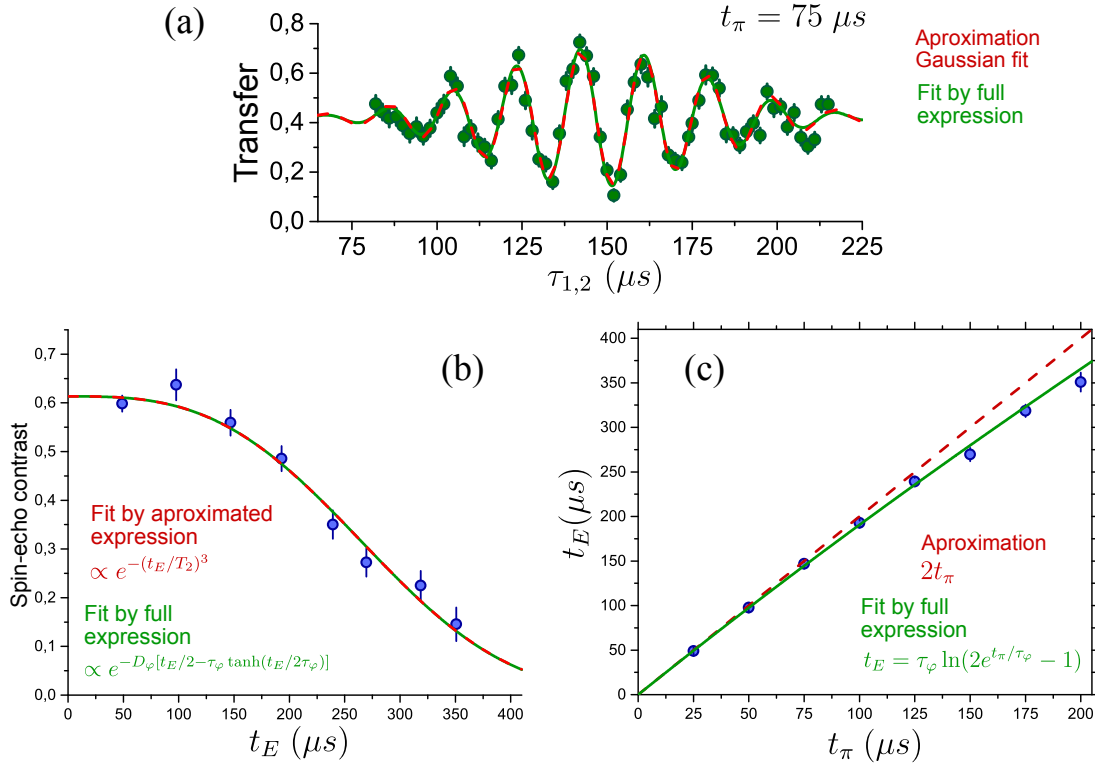 (a)
t_π = 75 μs
Aproximation
Gaussian fit
Fit by full
expression
Transfer
0,8
0,6
0,4
0,2
0,0
75 100 125 150 175 200 225
τ_{1,2} (μs)
(b)
Spin-echo contrast
0,7
0,6
0,5
0,4
0,3
0,2
0,1
0,0
Fit by aproximated
expression
∝ e^{-(t_E/T_2)^3}
Fit by full
expression
∝ e^{-D_φ[t_E/2-τ_φ tanh(t_E/2τ_φ)]}
0 50 100 150 200 250 300 350 400
t_E (μs)
(c)
t_E(μs)
400
350
300
250
200
150
100
50
0
Aproximation
2t_π
Fit by full
expression
t_E = τ_φ ln(2e^{t_π/τ_φ} − 1)
0 25 50 75 100 125 150 175 200
t_π (μs)